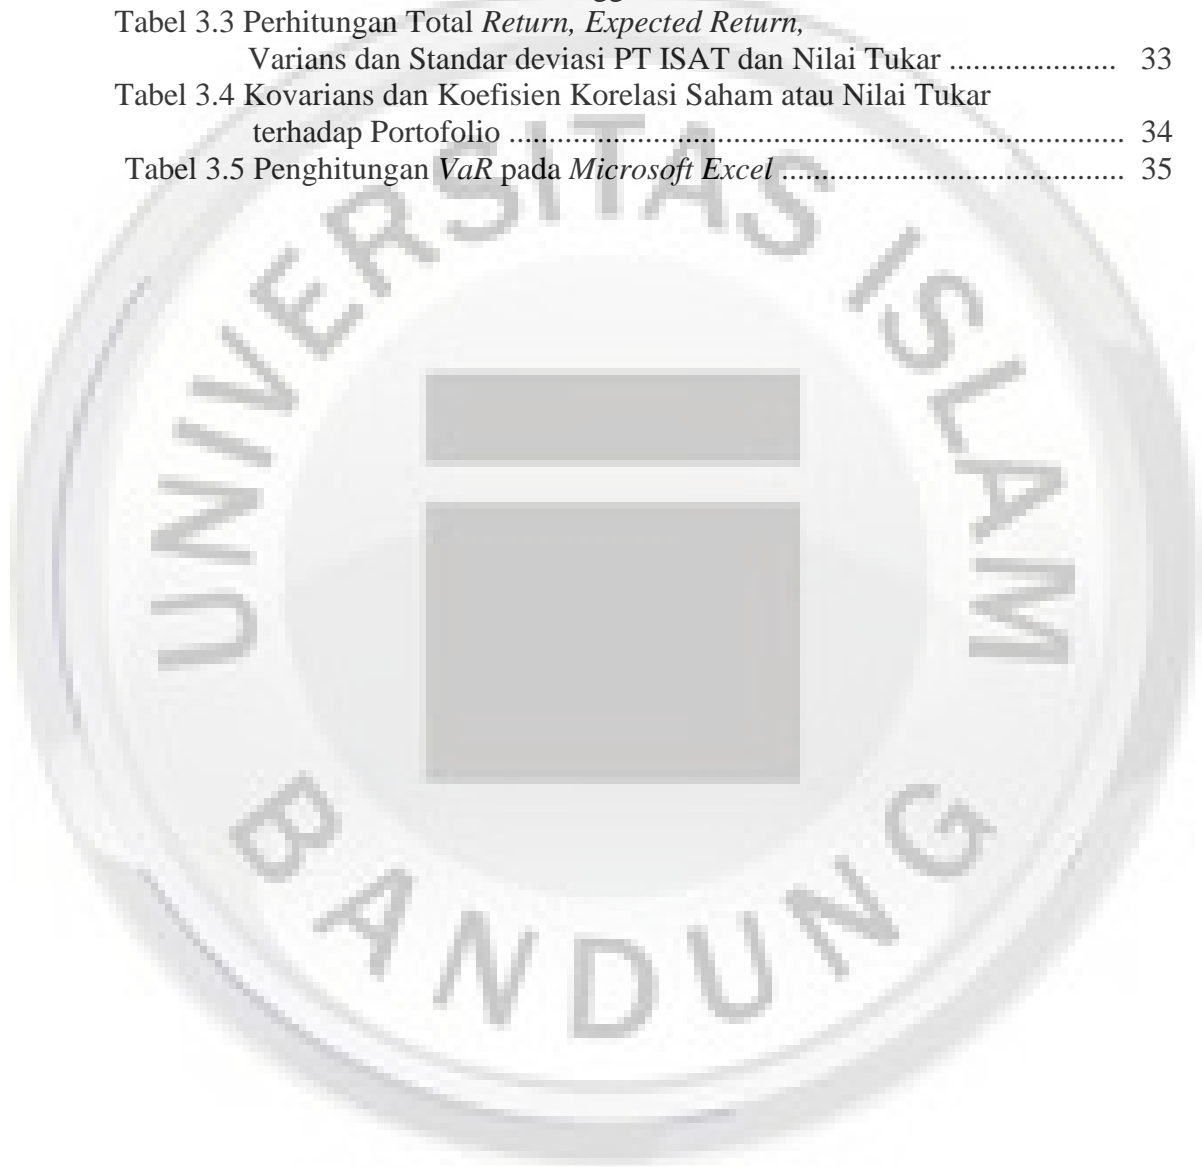 Tabel 3.3 Perhitungan Total Return, Expected Return,
Varians dan Standar deviasi PT ISAT dan Nilai Tukar .................... 33
Tabel 3.4 Kovarians dan Koefisien Korelasi Saham atau Nilai Tukar
terhadap Portofolio .......................................................................... 34
Tabel 3.5 Penghitungan VaR pada Microsoft Excel ......................................... 35
UNIVERSITAS ISLAM
BANDUNG